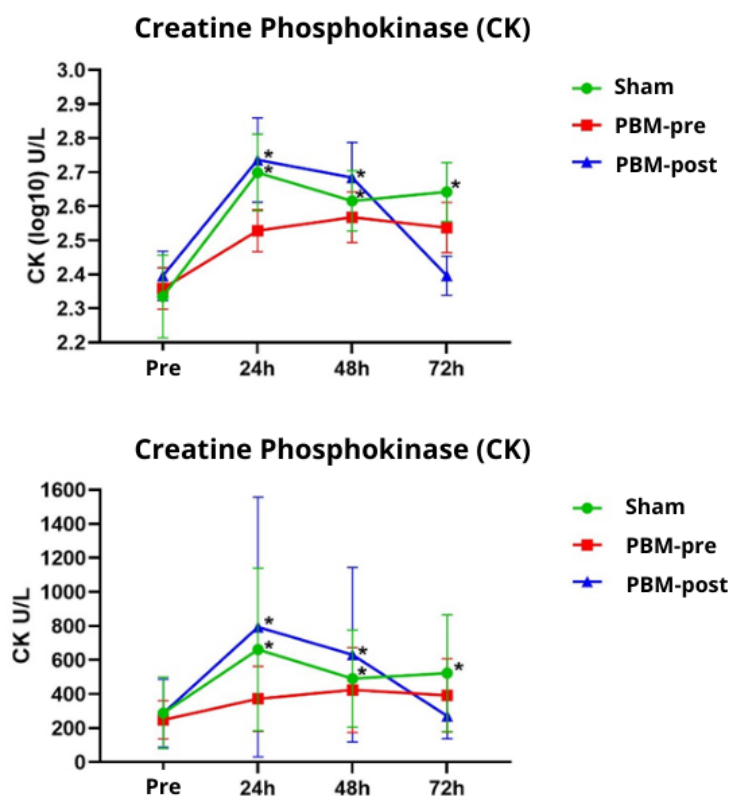 Creatine Phosphokinase (CK)
3.0
2.9
2.8
2.7
2.6
2.5
2.4
2.3
2.2
CK (log10) U/L
Pre 24h 48h 72h
* * * * *
Sham
PBM-pre
PBM-post
Creatine Phosphokinase (CK)
1600
1400
1200
1000
800
600
400
200
0
CK U/L
Pre 24h 48h 72h
* * * * *
Sham
PBM-pre
PBM-post